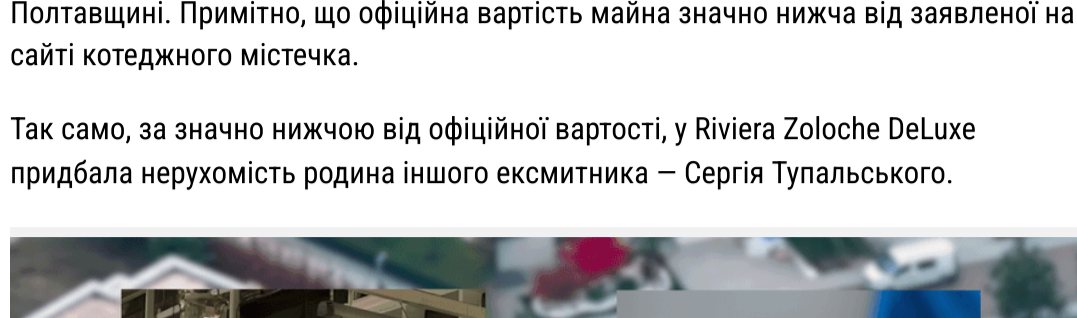 Полтавщині. Примітно, що офіційна вартість майна значно нижча від заявленої на
сайті котеджного містечка.
Так само, за значно нижчою від офіційної вартості, у Riviera Zoloche DeLuxe
придбала нерухомість родина іншого ексмитника — Сергія Тупальського.